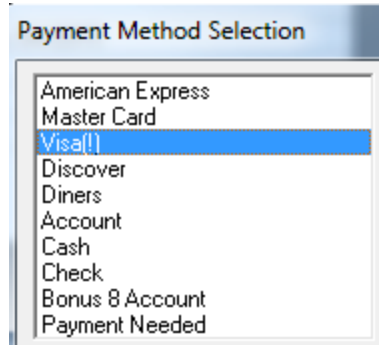 Payment Method Selection
American Express
Master Card
Visa(!)
Discover
Diners
Account
Cash
Check
Bonus 8 Account
Payment Needed